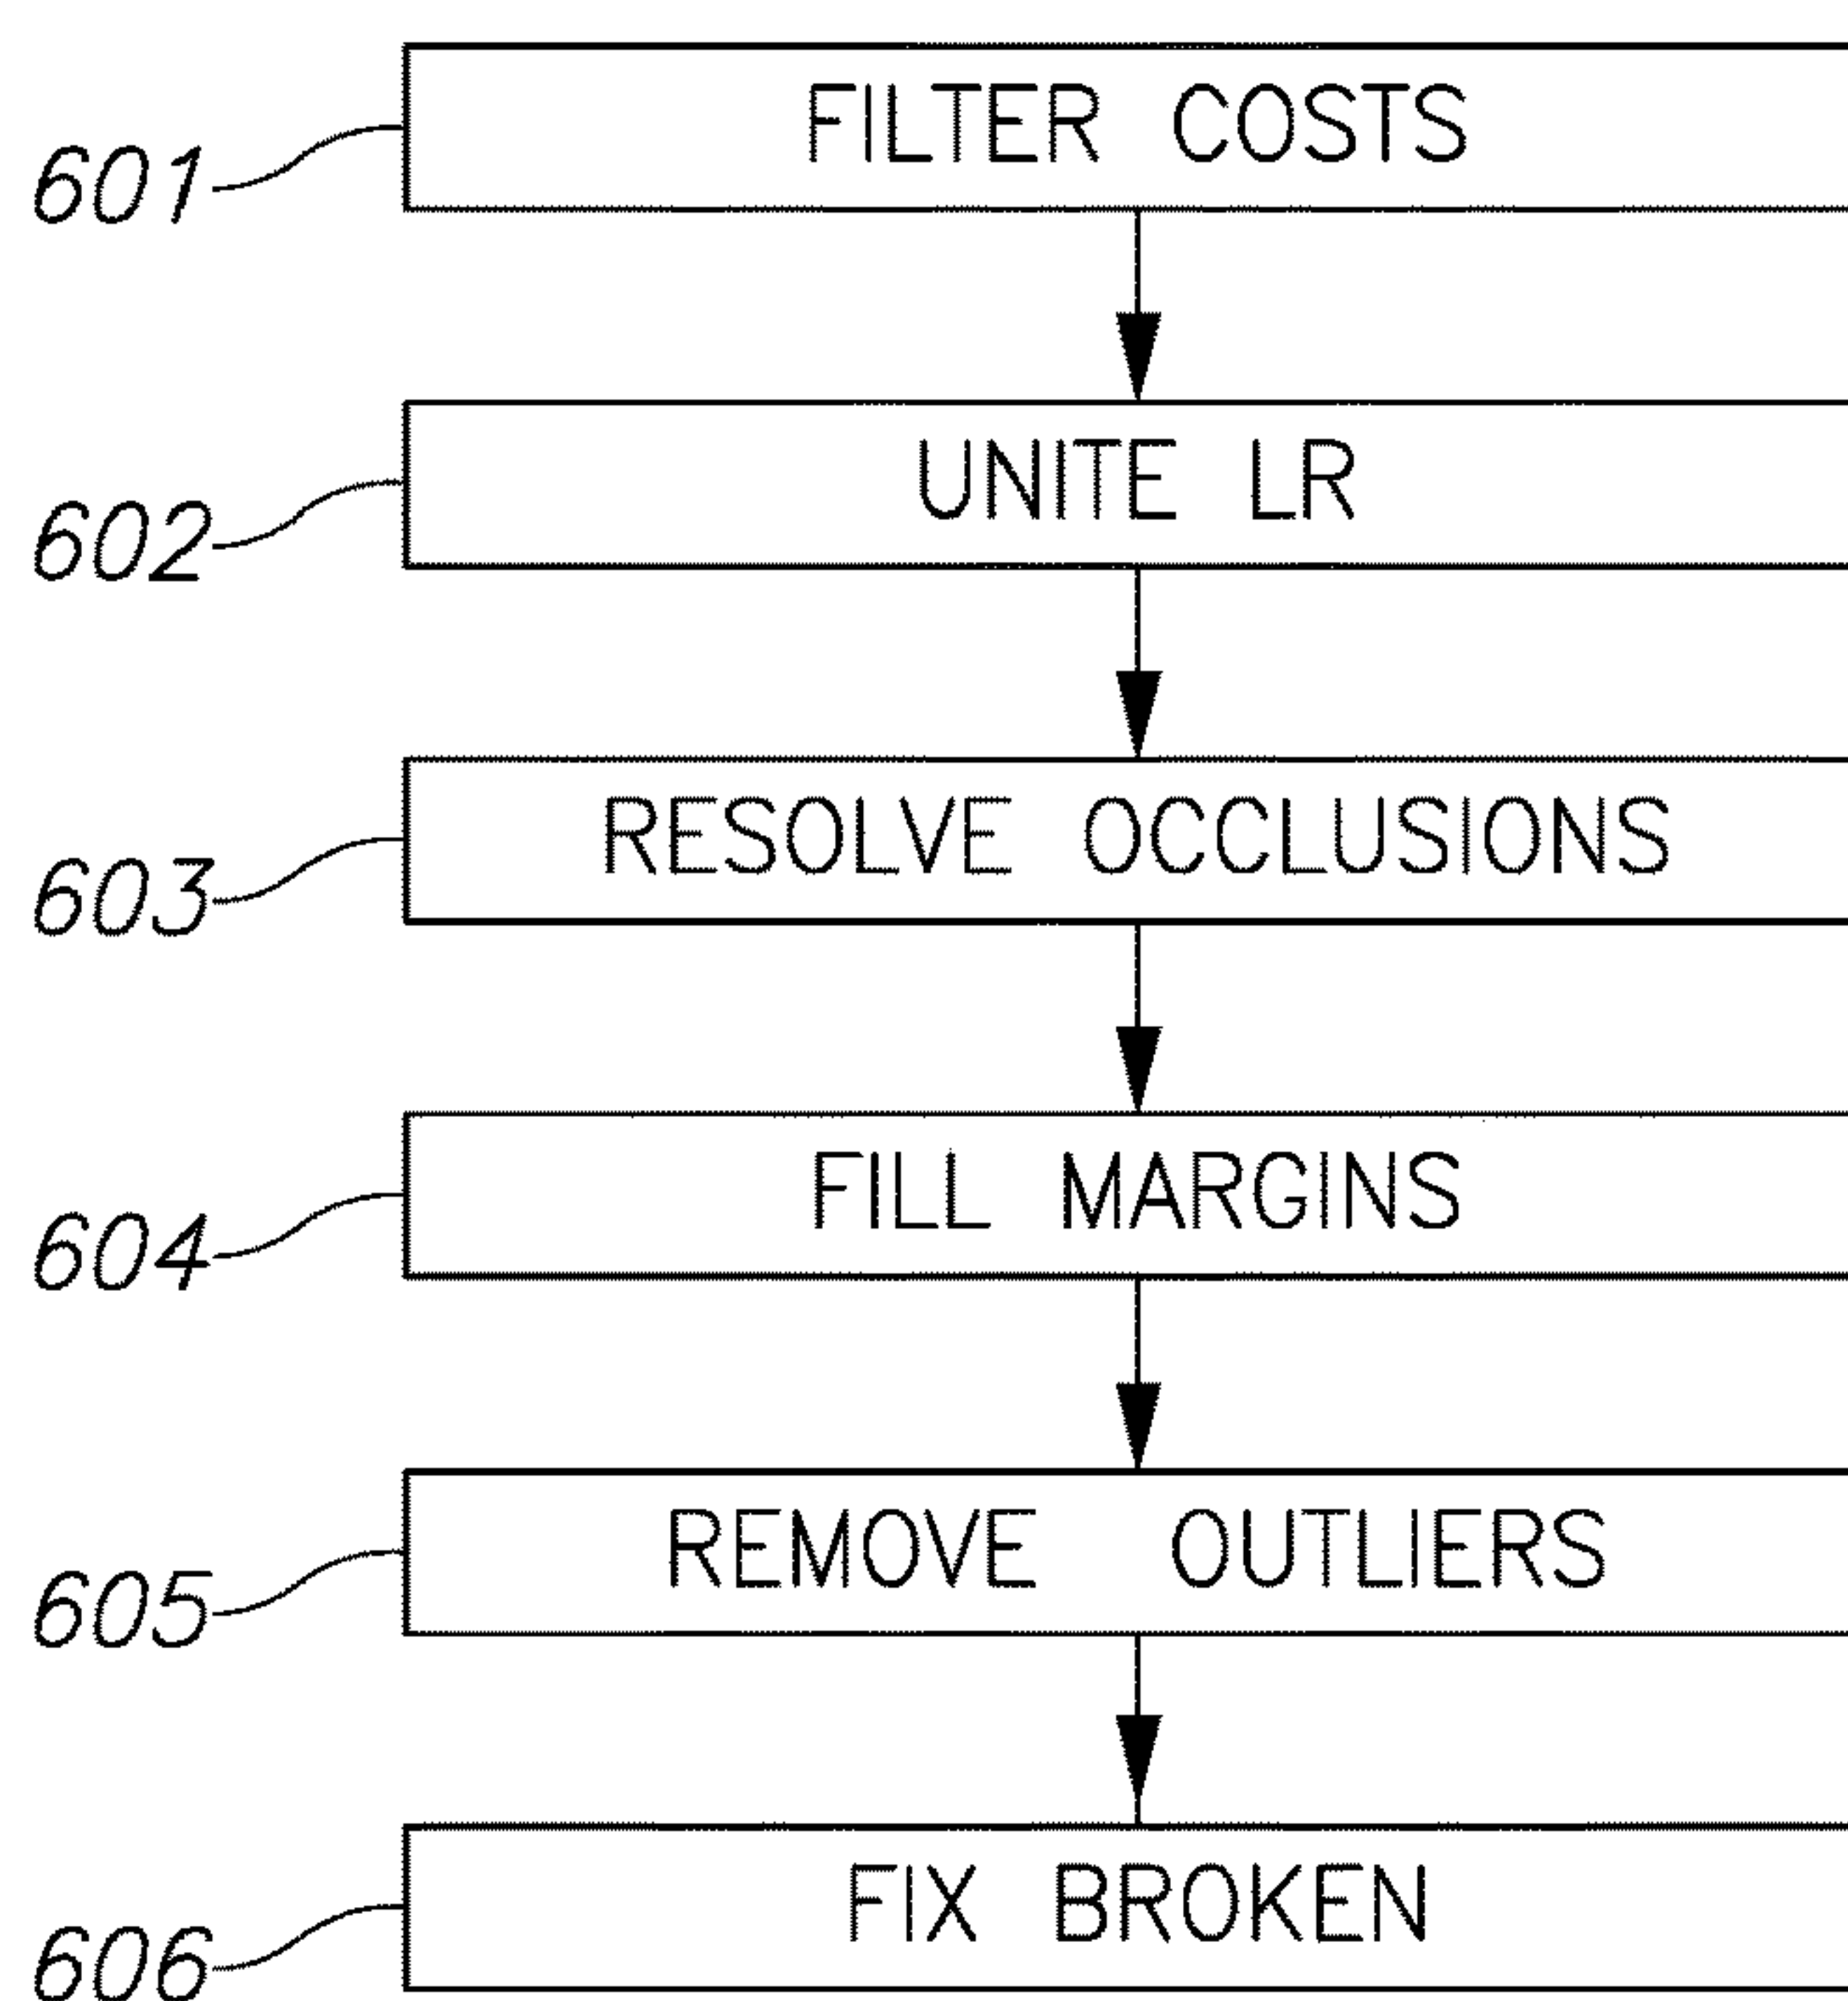 FILTER COSTS
601
UNITE LR
602
RESOLVE OCCLUSIONS
603
FILL MARGINS
604
REMOVE OUTLIERS
605
FIX BROKEN
606